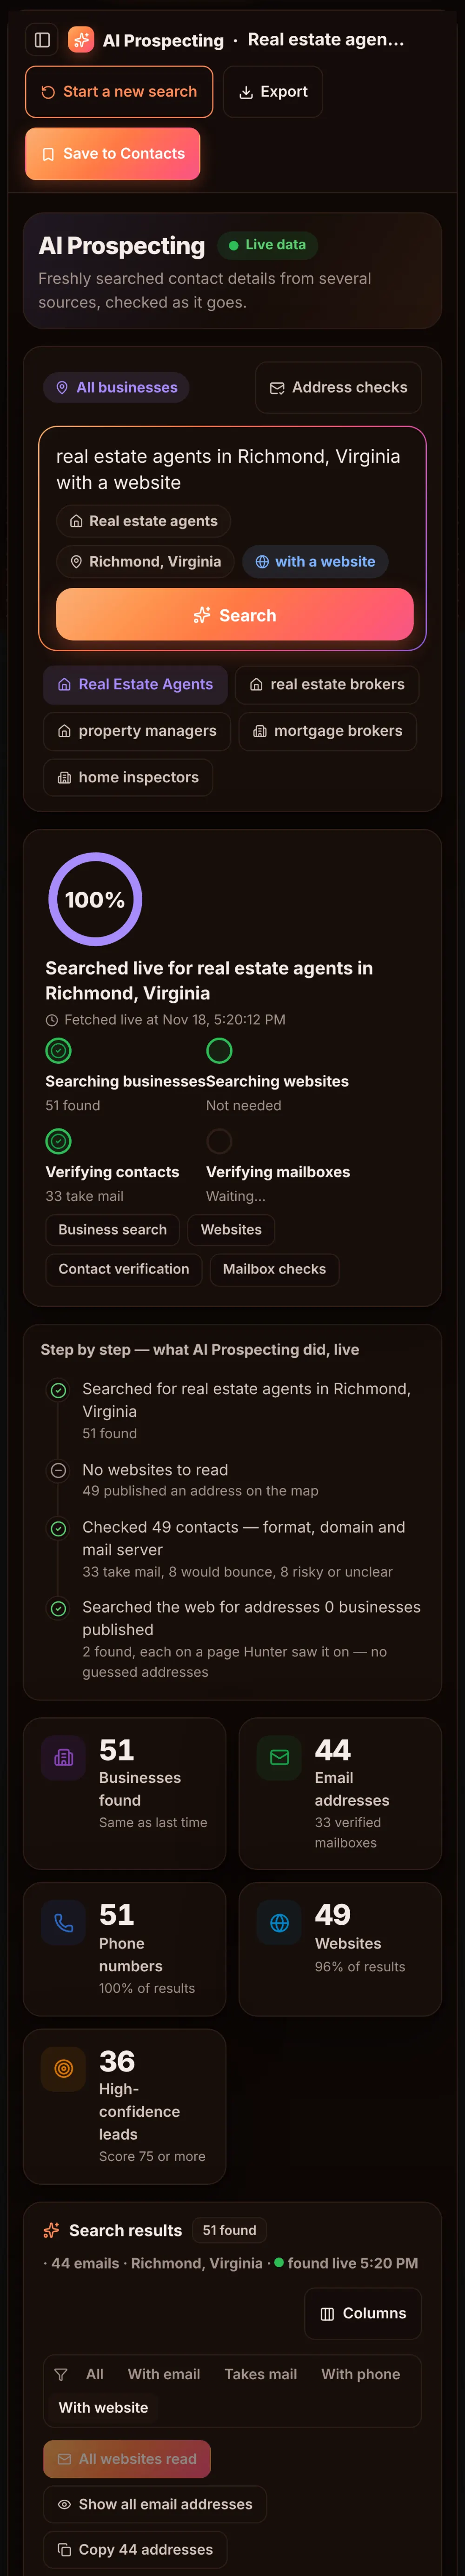 AI Prospecting · Real estate agen...
Start a new search
Export
Save to Contacts
AI Prospecting
Live data
Freshly searched contact details from several
sources, checked as it goes.
All businesses
Address checks
real estate agents in Richmond, Virginia
with a website
Real estate agents
Richmond, Virginia
with a website
Search
Real Estate Agents
real estate brokers
property managers
mortgage brokers
home inspectors
100%
Searched live for real estate agents in
Richmond, Virginia
Fetched live at Nov 18, 5:20:12 PM
Searching businesses
51 found
Searching websites
Not needed
Verifying contacts
33 take mail
Verifying mailboxes
Waiting...
Business search
Websites
Contact verification
Mailbox checks
Step by step — what AI Prospecting did, live
Searched for real estate agents in Richmond,
Virginia
51 found
No websites to read
49 published an address on the map
Checked 49 contacts — format, domain and
mail server
33 take mail, 8 would bounce, 8 risky or unclear
Searched the web for addresses 0 businesses
published
2 found, each on a page Hunter saw it on — no
guessed addresses
51
Businesses
found
Same as last time
44
Email
addresses
33 verified
mailboxes
51
Phone
numbers
100% of results
49
Websites
96% of results
36
High-
confidence
leads
Score 75 or more
Search results
51 found
· 44 emails · Richmond, Virginia · found live 5:20 PM
Columns
All
With email
Takes mail
With phone
With website
All websites read
Show all email addresses
Copy 44 addresses